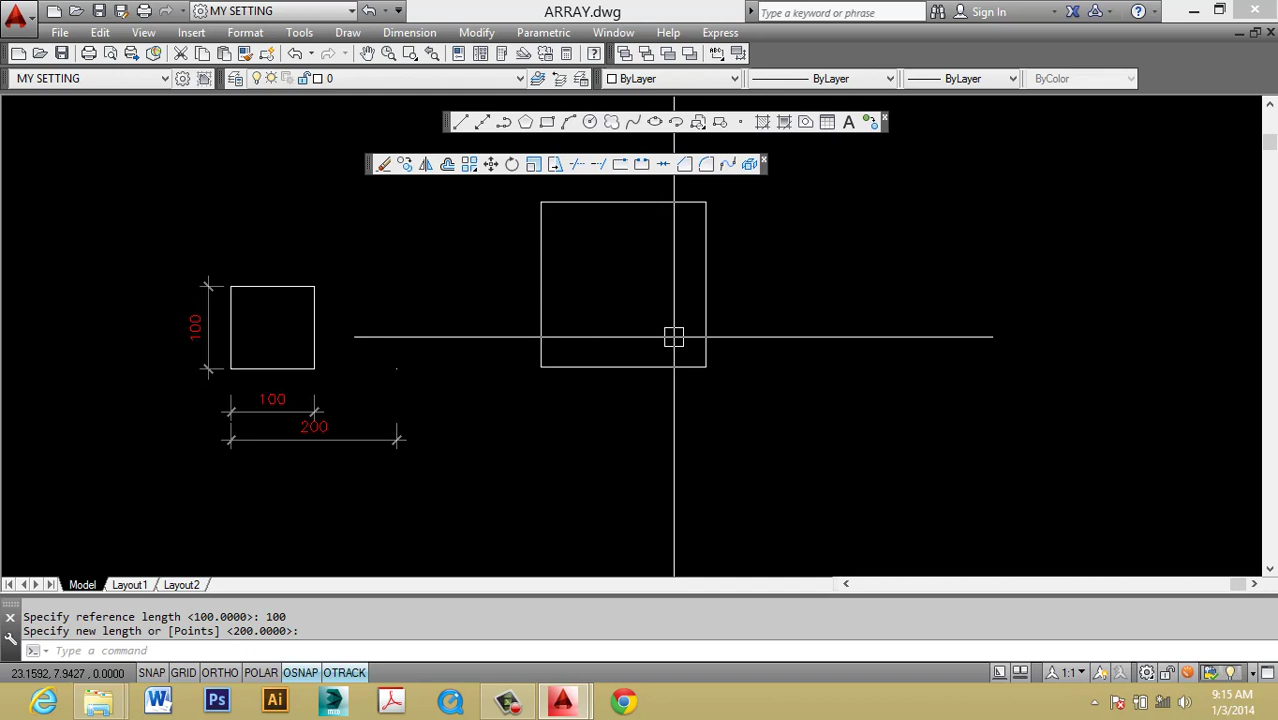 MY SETTING
ARRAY.dwg
Type a keyword or phrase
Sign In
File Edit View Insert Format Tools Draw Dimension Modify Parametric Window Help Express
MY SETTING
0
ByLayer
ByLayer
ByLayer
ByColor
100
100
200
Model Layout1 Layout2
Specify reference length <100.0000>: 100
Specify new length or [Points] <200.0000>:
Type a command
23.1592, 7.9427, 0.0000
SNAP GRID ORTHO POLAR OSNAP OTRACK
1:1
Ps
Ai
9:15 AM
1/3/2014